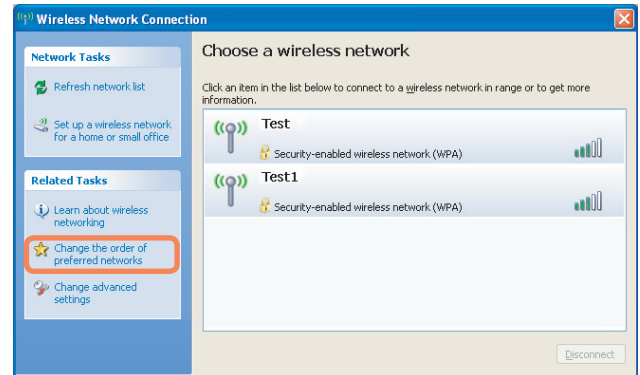 Wireless Network Connection
Network Tasks
Refresh network list
Set up a wireless network
for a home or small office
Related Tasks
Learn about wireless
networking
Change the order of
preferred networks
Change advanced
settings
Choose a wireless network
Click an item in the list below to connect to a wireless network in range or to get more
information.
Test
Security-enabled wireless network (WPA)
Test1
Security-enabled wireless network (WPA)
Disconnect